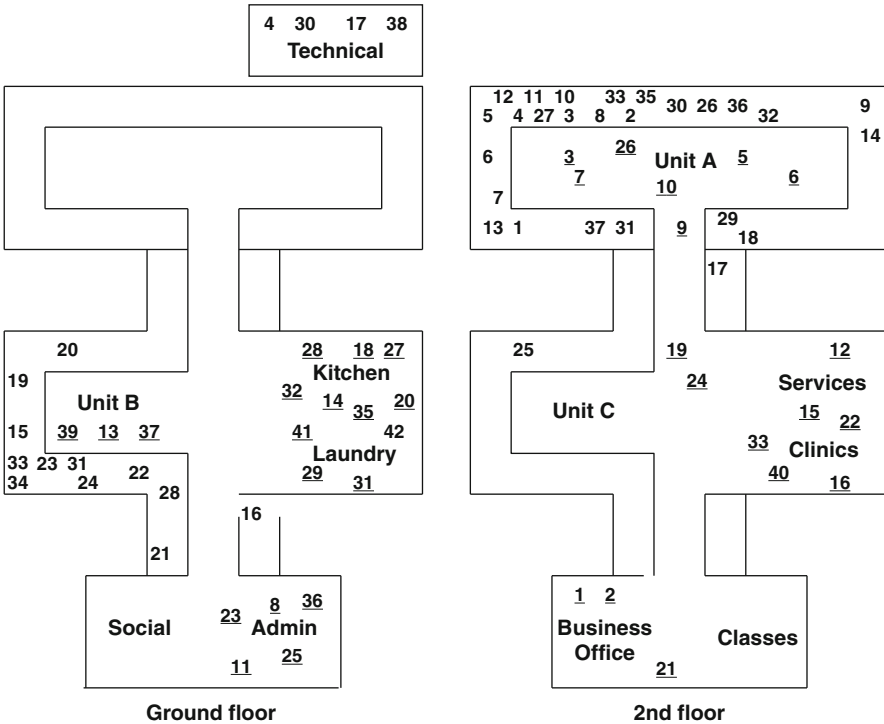 4 30 17 38
Technical
20
19
15
Unit B
39 13 37
33 23 31
34 24 22
28
21
28 18 27
Kitchen
32 14 35 20
41 42
Laundry
29 31
16
Social
23 8 36
Admin
11 25
Ground floor
12 11 10 33 35 30 26 36 9
5 4 27 3 8 2 32
14
6
7
3 26 5
Unit A
7 10 6
13 1 37 31 9 29
18
17
25
19 12
24
Unit C
Services
15 22
33
Clinics
40 16
1 2
Business
Office
21
Classes
2nd floor